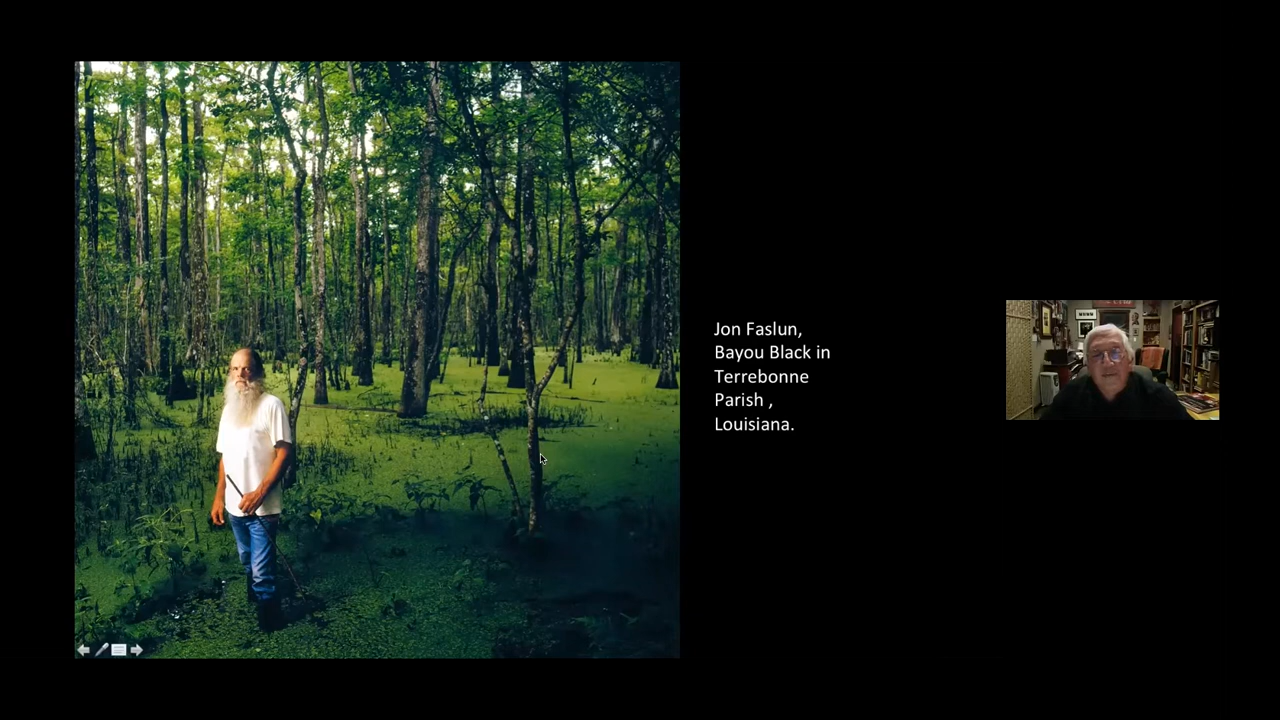 Jon Faslun,
Bayou Black in
Terrebonne
Parish ,
Louisiana.